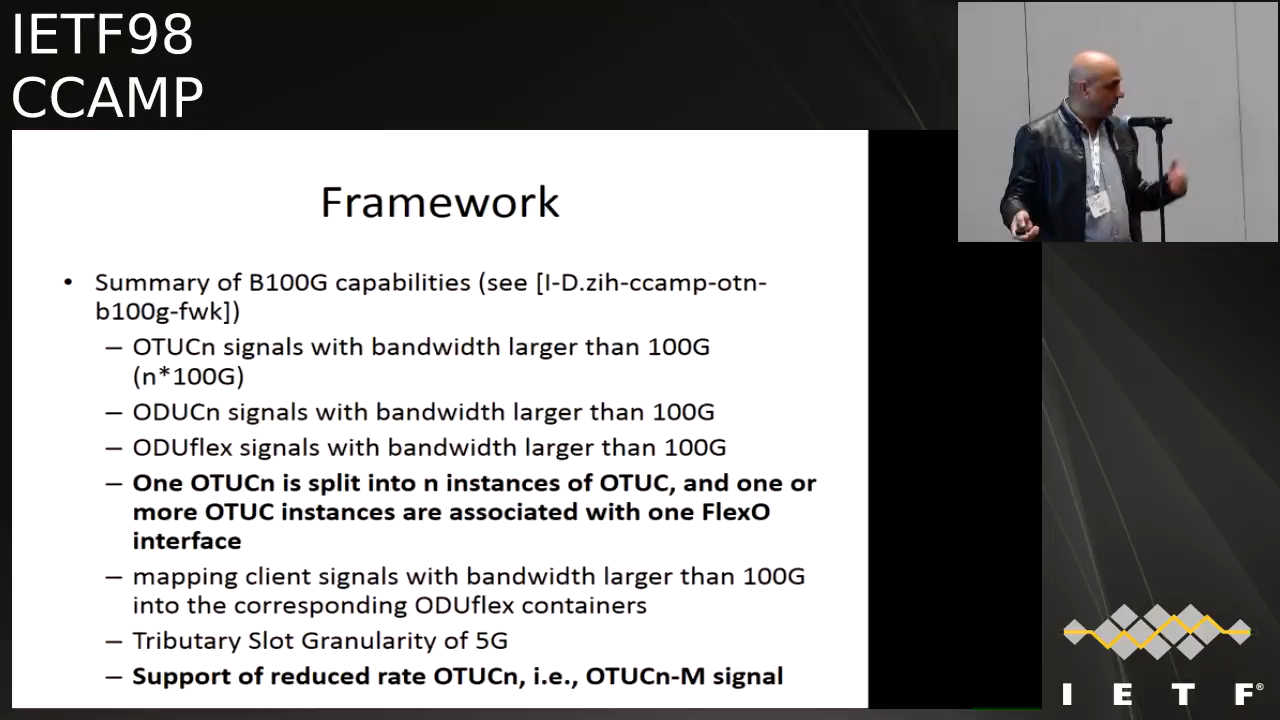 IETF98
CCAMP
Framework
• Summary of B100G capabilities (see [I-D.zih-ccamp-otn-
b100g-fwk])
– OTUCn signals with bandwidth larger than 100G
(n*100G)
– ODUCn signals with bandwidth larger than 100G
– ODUflex signals with bandwidth larger than 100G
– One OTUCn is split into n instances of OTUC, and one or
more OTUC instances are associated with one FlexO
interface
– mapping client signals with bandwidth larger than 100G
into the corresponding ODUflex containers
– Tributary Slot Granularity of 5G
– Support of reduced rate OTUCn, i.e., OTUCn-M signal
I E T F®